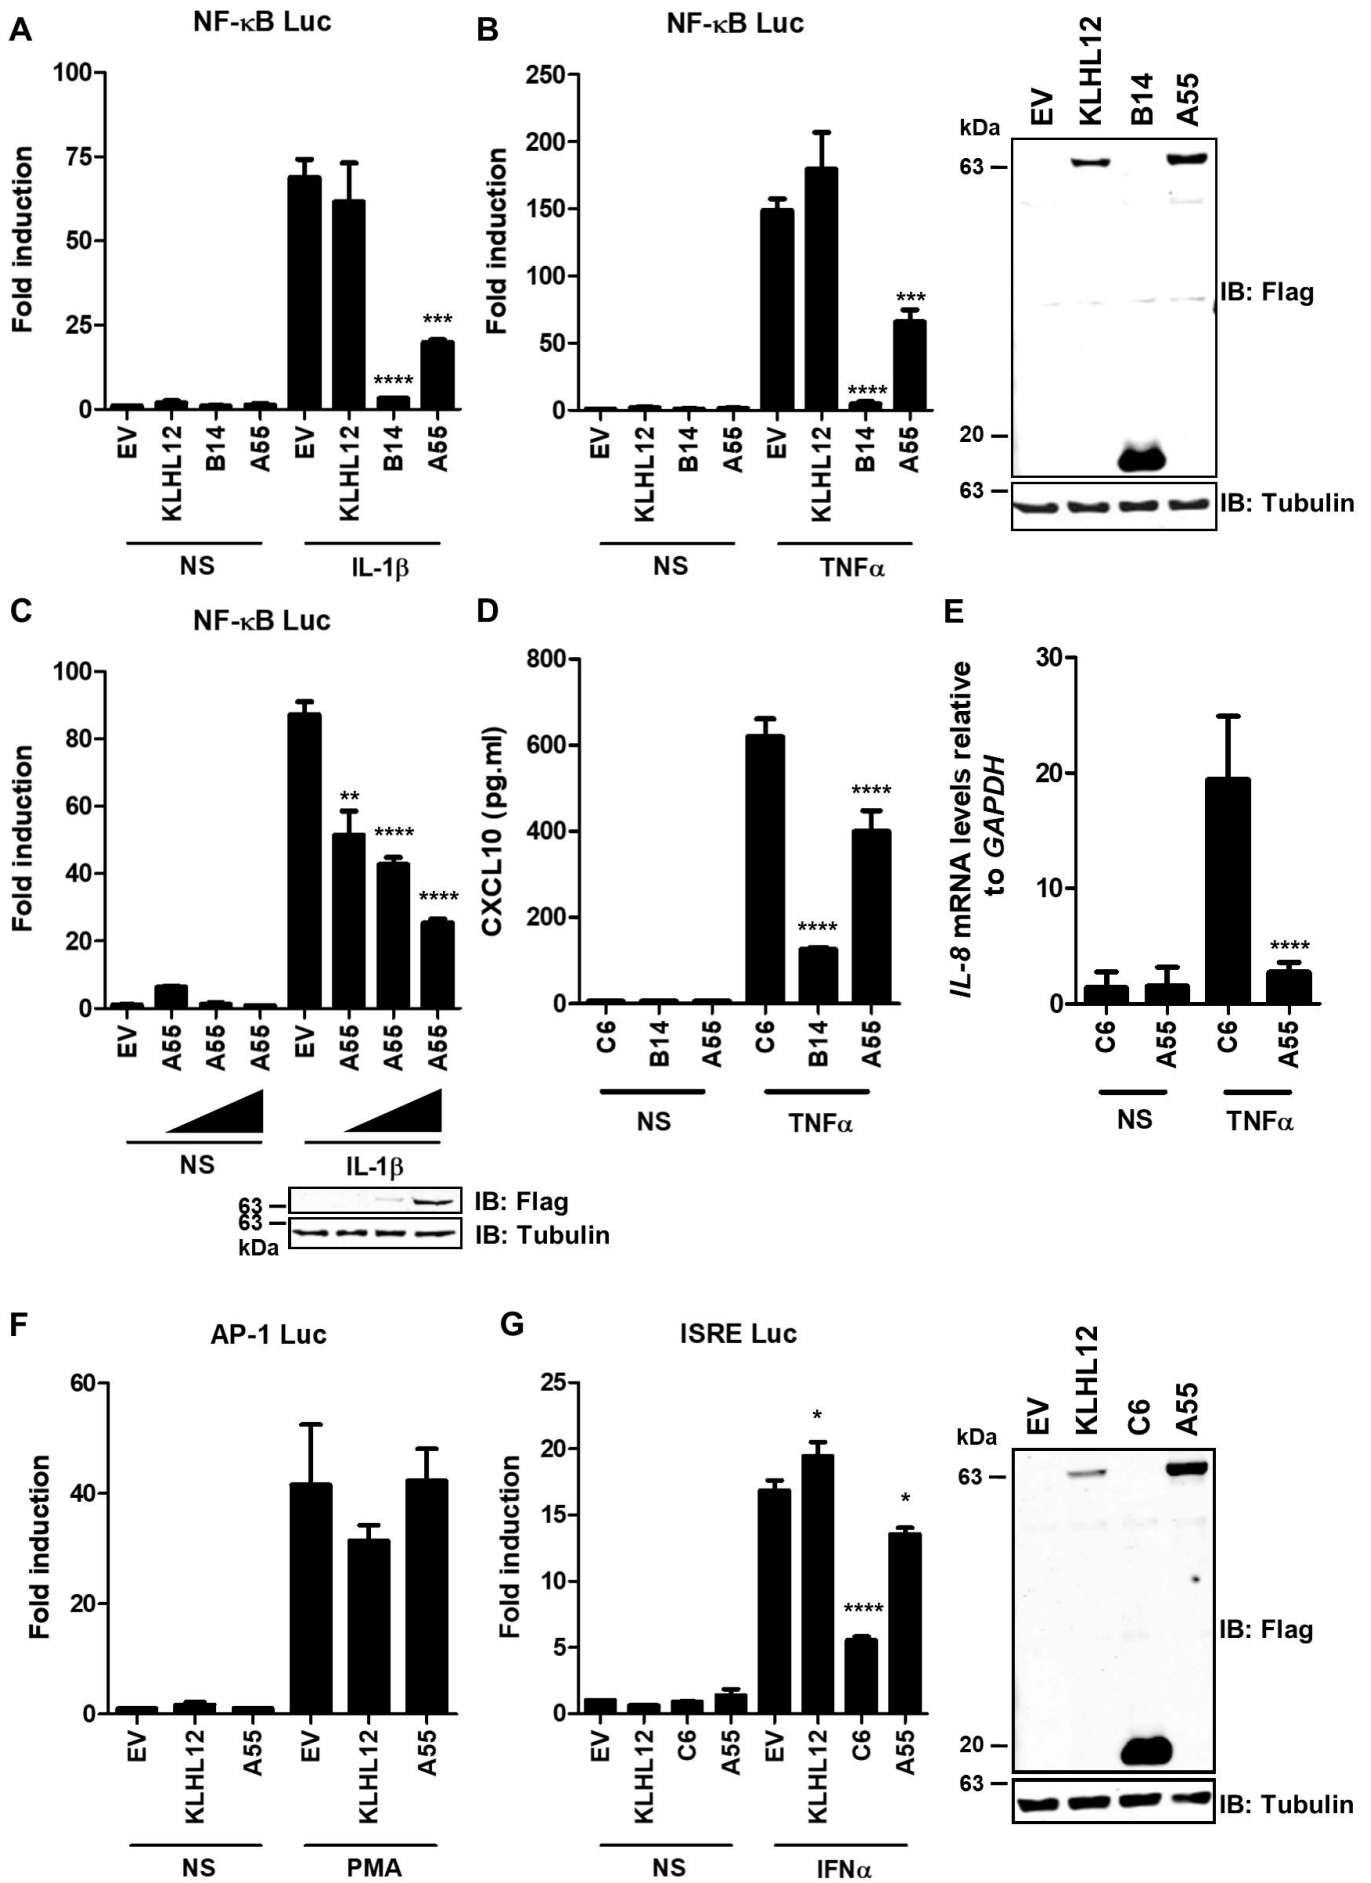 A
NF-κB Luc
Fold induction
100
75
50
25
0
***
****
EV
KLHL12
B14
A55
EV
KLHL12
B14
A55
NS
IL-1β
B
NF-κB Luc
Fold induction
250
200
150
100
50
0
***
****
EV
KLHL12
B14
A55
EV
KLHL12
B14
A55
NS
TNFα
EV
KLHL12
B14
A55
kDa
63
20
63
IB: Flag
IB: Tubulin
C
NF-κB Luc
Fold induction
100
80
60
40
20
0
**
****
****
EV
A55
A55
A55
EV
A55
A55
A55
NS
IL-1β
63
63
kDa
IB: Flag
IB: Tubulin
D
CXCL10 (pg.ml)
800
600
400
200
0
****
****
C6
B14
A55
C6
B14
A55
NS
TNFα
E
IL-8 mRNA levels relative
to GAPDH
30
20
10
0
****
C6
A55
C6
A55
NS
TNFα
F
AP-1 Luc
Fold induction
60
40
20
0
EV
KLHL12
A55
EV
KLHL12
A55
NS
PMA
G
ISRE Luc
Fold induction
25
20
15
10
5
0
*
****
*
EV
KLHL12
C6
A55
EV
KLHL12
C6
A55
NS
IFNα
EV
KLHL12
C6
A55
kDa
63
20
63
IB: Flag
IB: Tubulin